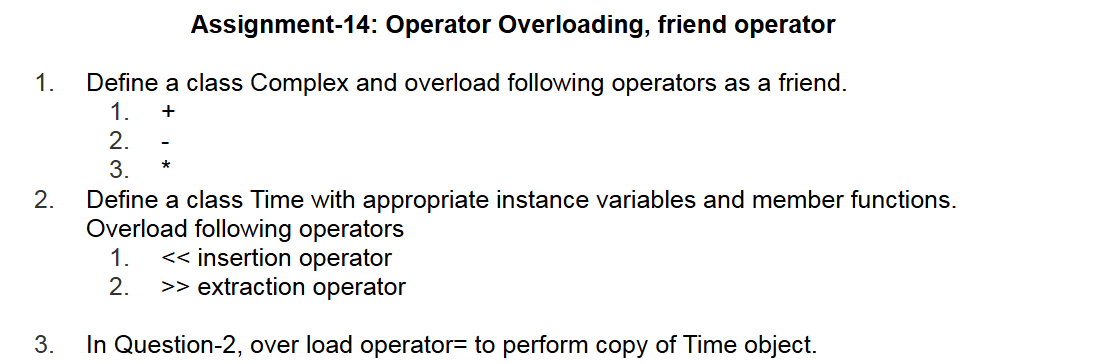 Assignment-14: Operator Overloading, friend operator
1. Define a class Complex and overload following operators as a friend.
1. +
2. -
3. *
2. Define a class Time with appropriate instance variables and member functions.
Overload following operators
1. << insertion operator
2. >> extraction operator
3. In Question-2, over load operator= to perform copy of Time object.